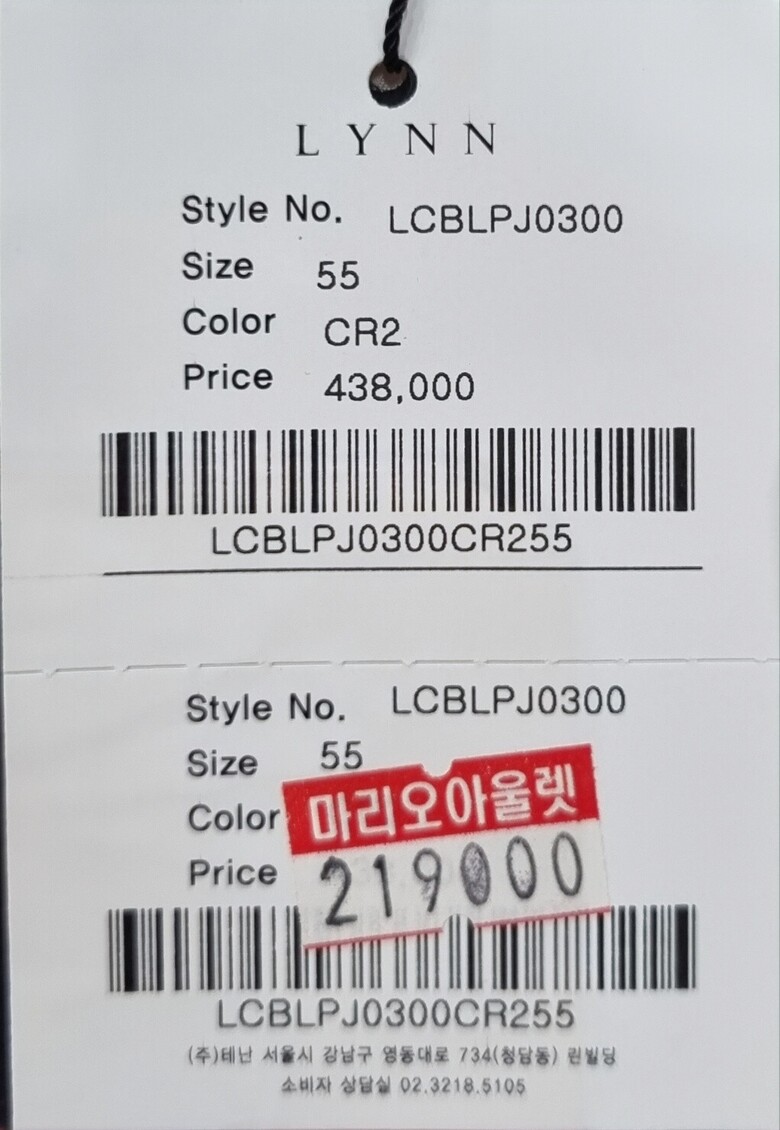 LYNN
Style No. LCBLPJ0300
Size 55
Color CR2
Price 438,000
LCBLPJ0300CR255
Style No. LCBLPJ0300
Size 55
Color
마리오아울렛
Price 219000
LCBLPJ0300CR255
(주)테난 서울시 강남구 영동대로 734(청담동) 린빌딩
소비자 상담실 02.3218.5105